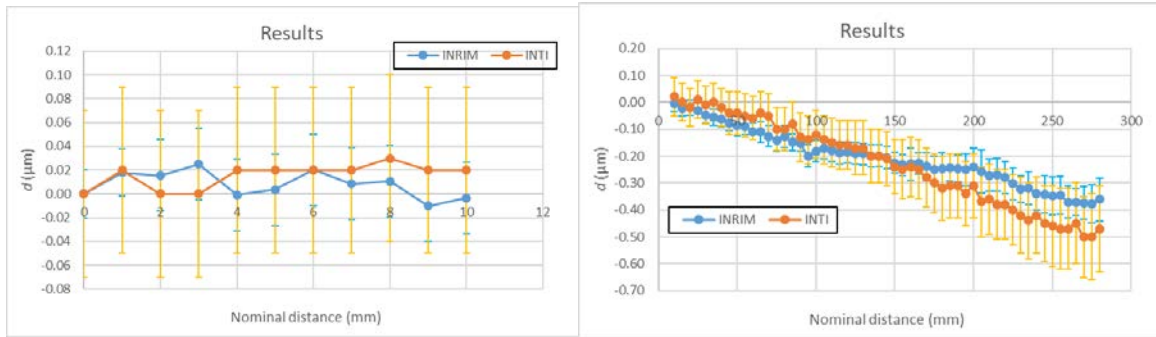 Results
INRIM INTI
0.12
0.10
0.08
0.06
0.04
0.02
0.00
-0.02
-0.04
-0.06
-0.08
0 2 4 6 8 10 12
d (µm)
Nominal distance (mm)
Results
0.20
0.10
0.00
-0.10
-0.20
-0.30
-0.40
-0.50
-0.60
-0.70
0 50 100 150 200 250 300
d (µm)
INRIM INTI
Nominal distance (mm)